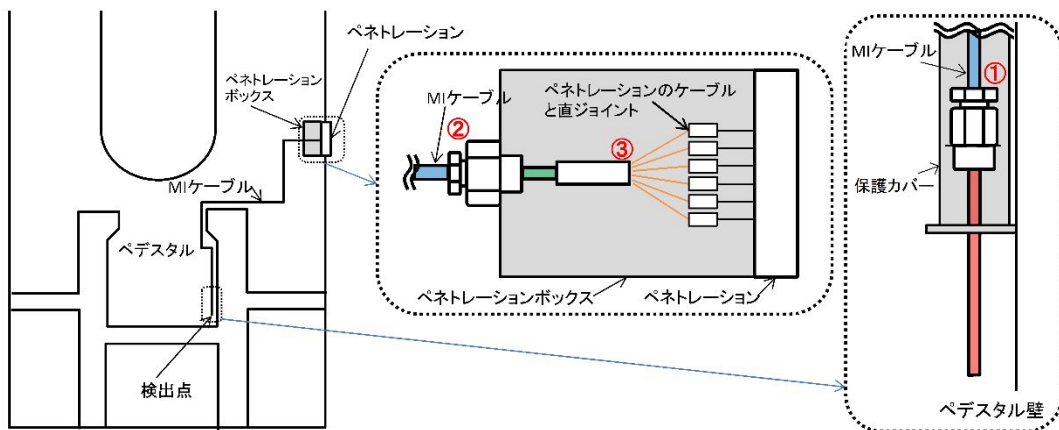 ペネトレーション
ペネトレーション
ボックス
MIケーブル
ペデスタル
検出点
MIケーブル
②
ペネトレーションのケーブル
と直ジョイント
③
ペネトレーションボックス
ペネトレーション
MIケーブル
①
保護カバー
ペデスタル壁